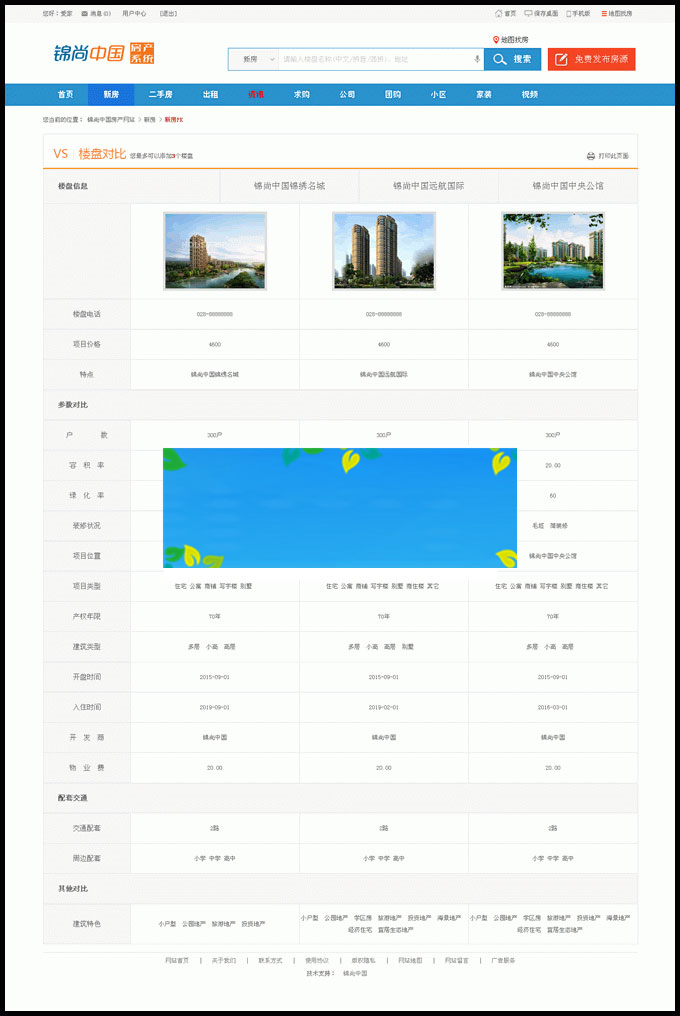 您好：爱家 消息(0) 用户中心 [退出] 首页 保存桌面 手机版 地图找房
锦尚中国 房产系统
地图找房
新房 请输入楼盘名称(中文/拼音/简拼)、地址 搜索 免费发布房源
首页 新房 二手房 出租 资讯 求购 公司 团购 小区 家装 视频
您当前的位置： 锦尚中国房产网站 > 新房 > 新房PK
VS 楼盘对比 您最多可以添加3个楼盘 打印此页面
楼盘信息 锦尚中国锦绣名城 锦尚中国远航国际 锦尚中国中央公馆
楼盘电话 028-88888888 028-88888888 028-88888888
项目价格 4600 4600 4600
特点 锦尚中国锦绣名城 锦尚中国远航国际 锦尚中国中央公馆
参数对比
户 数 300户 300户 300户
容 积 率 20.00
绿 化 率 50
装修状况 毛坯 简装修
项目位置 锦尚中国中央公馆
项目类型 住宅 公寓 商铺 写字楼 别墅 住宅 公寓 商铺 写字楼 别墅 商住楼 其它 住宅 公寓 商铺 写字楼 别墅 商住楼 其它
产权年限 70年 70年 70年
建筑类型 多层 小高 高层 多层 小高 高层 别墅 多层 小高 高层
开盘时间 2015-09-01 2015-09-01 2015-09-01
入住时间 2019-09-01 2019-02-01 2016-03-01
开 发 商 锦尚中国 锦尚中国 锦尚中国
物 业 费 20.00 20.00 20.00
配套交通
交通配套 2路 2路 2路
周边配套 小学 中学 高中 小学 中学 高中 小学 中学 高中
其他对比
建筑特色 小户型 公园地产 旅游地产 投资地产 小户型 公园地产 学区房 旅游地产 投资地产 海景地产 经济住宅 宜居生态地产 小户型 公园地产 学区房 旅游地产 投资地产 海景地产 经济住宅 宜居生态地产
网站首页 | 关于我们 | 联系方式 | 使用协议 | 版权隐私 | 网站地图 | 网站留言 | 广告服务
技术支持： 锦尚中国